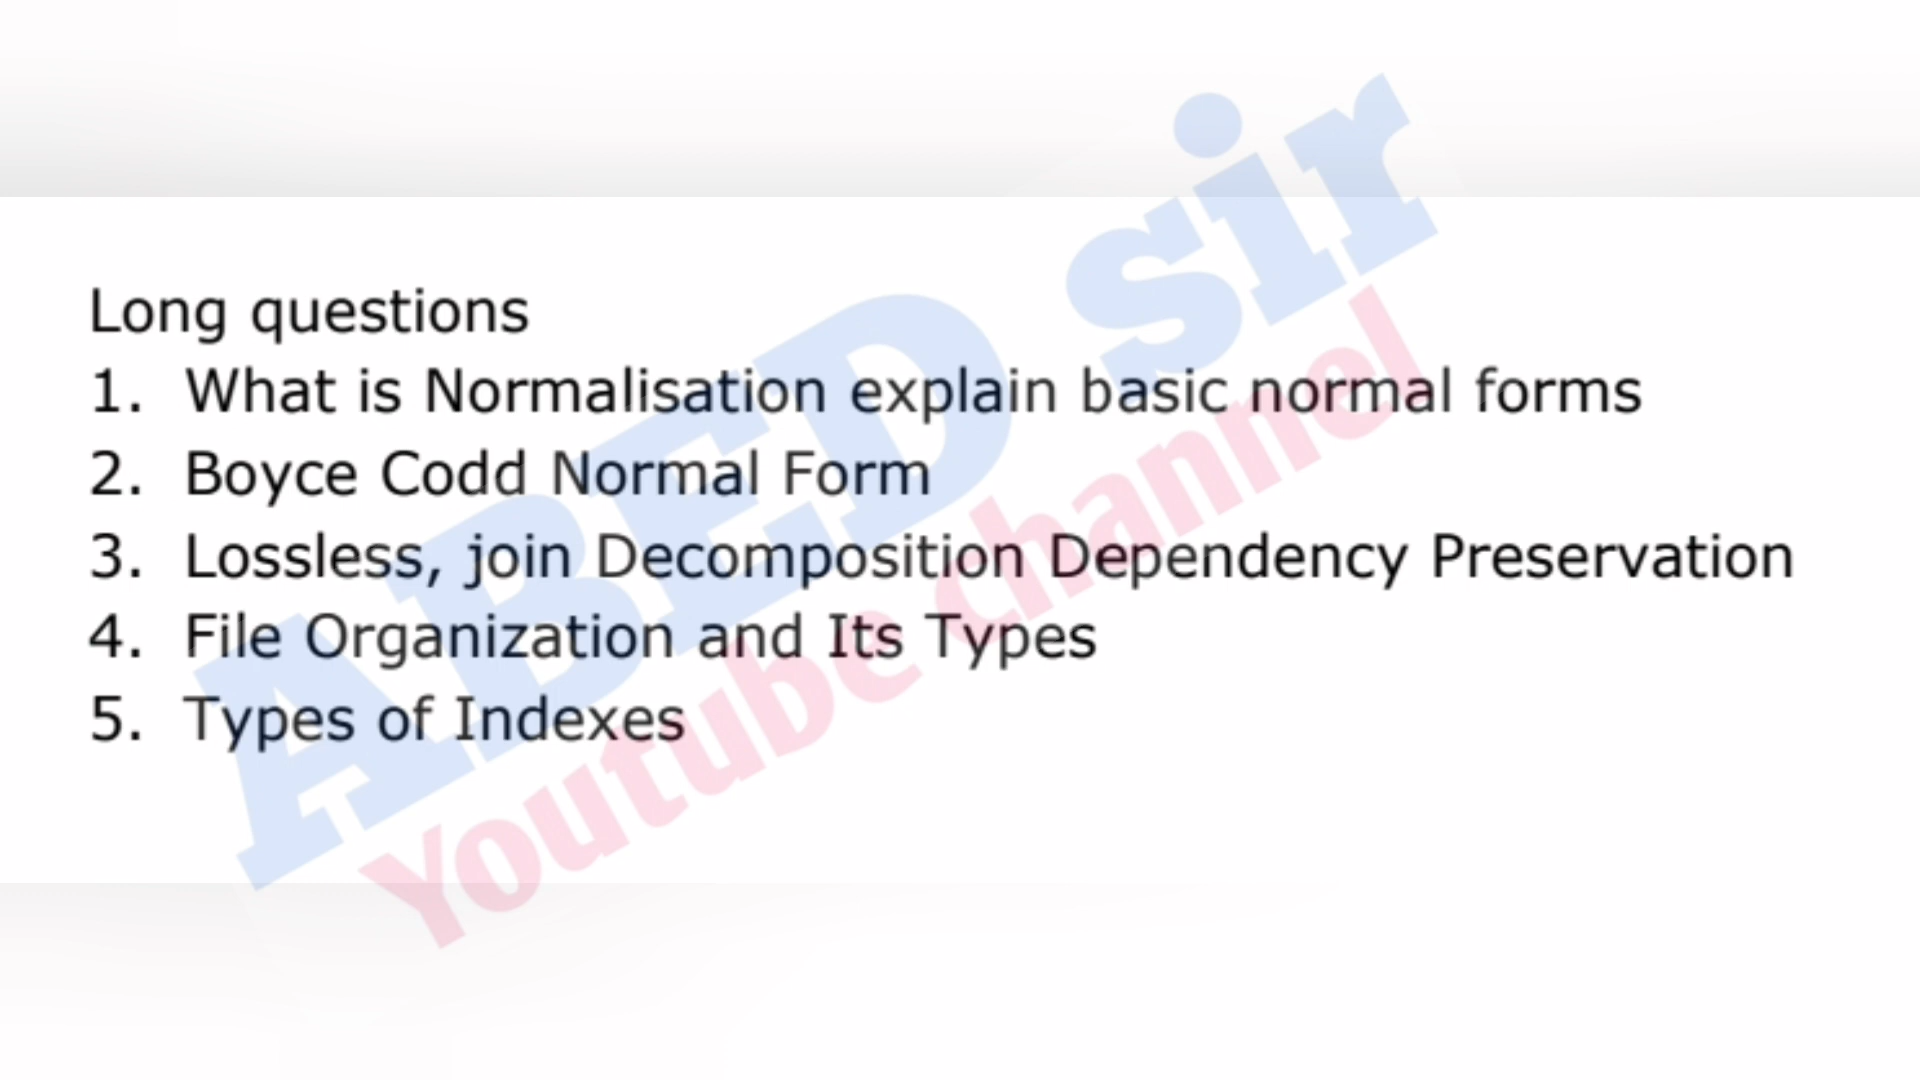 Long questions
1. What is Normalisation explain basic normal forms
2. Boyce Codd Normal Form
3. Lossless, join Decomposition Dependency Preservation
4. File Organization and Its Types
5. Types of Indexes
ABED sir
Youtube channel